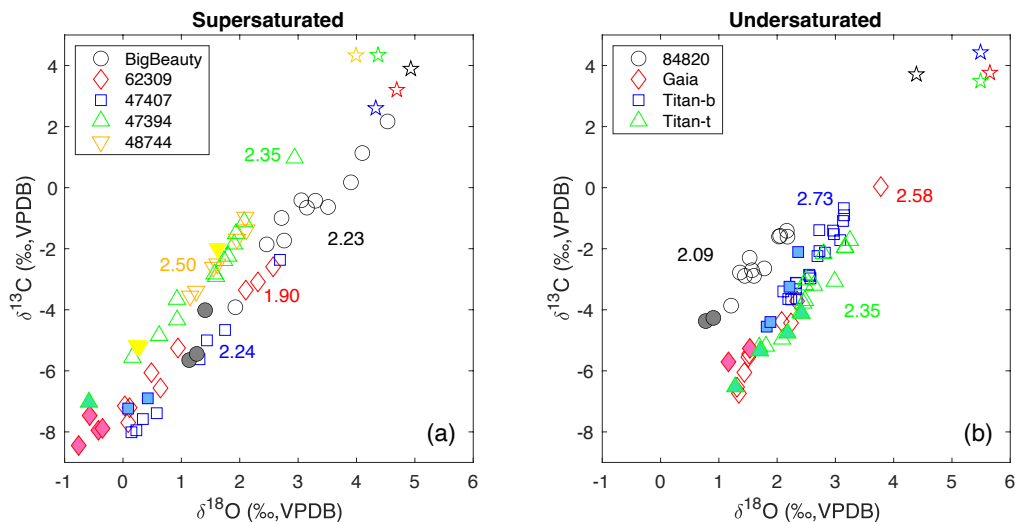 Supersaturated
BigBeauty
62309
47407
47394
48744
2.35
2.23
2.50
1.90
2.24
(a)
4
2
0
-2
-4
-6
-8
-1 0 1 2 3 4 5 6
δ13C (‰,VPDB)
δ18O (‰,VPDB)
Undersaturated
84820
Gaia
Titan-b
Titan-t
2.58
2.73
2.09
2.35
(b)
4
2
0
-2
-4
-6
-8
-1 0 1 2 3 4 5 6
δ13C (‰,VPDB)
δ18O (‰,VPDB)